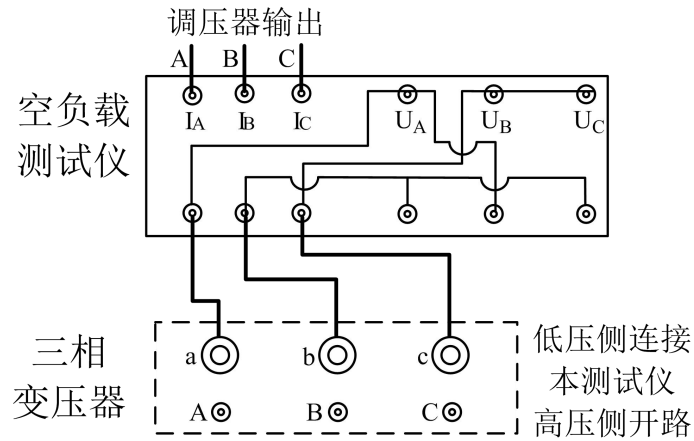 调压器输出
A B C
空负载
测试仪
IA IB IC UA UB UC
三相
变压器
a b c
A B C
低压侧连接
本测试仪
高压侧开路